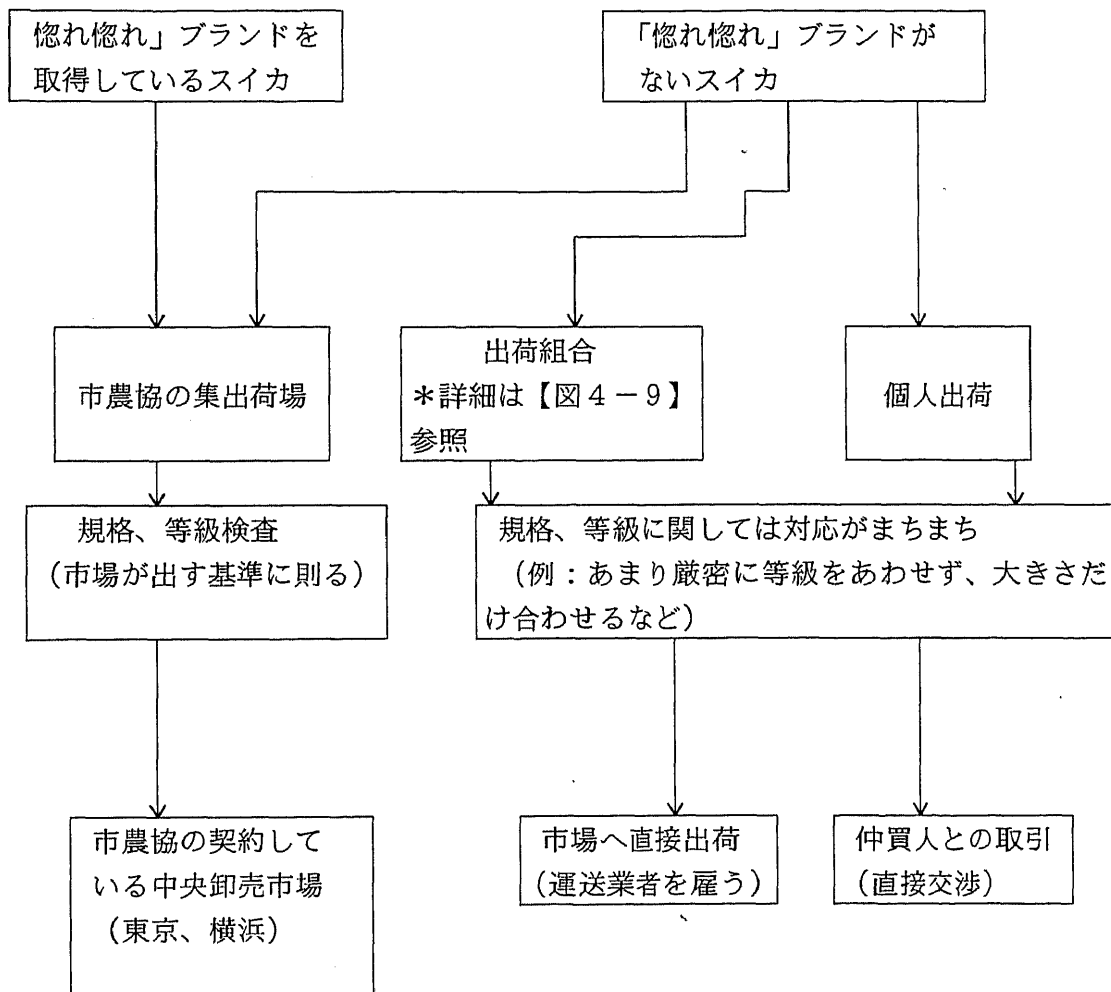 惚れ惚れ」ブランドを
取得しているスイカ
「惚れ惚れ」ブランドが
ないスイカ
市農協の集出荷場
出荷組合
*詳細は【図4-9】
参照
個人出荷
規格、等級検査
(市場が出す基準に則る)
規格、等級に関しては対応がまちまち
(例：あまり厳密に等級をあわせず、大きさだ
け合わせるなど)
市農協の契約して
いる中央卸売市場
(東京、横浜)
市場へ直接出荷
(運送業者を雇う)
仲買人との取引
(直接交渉)